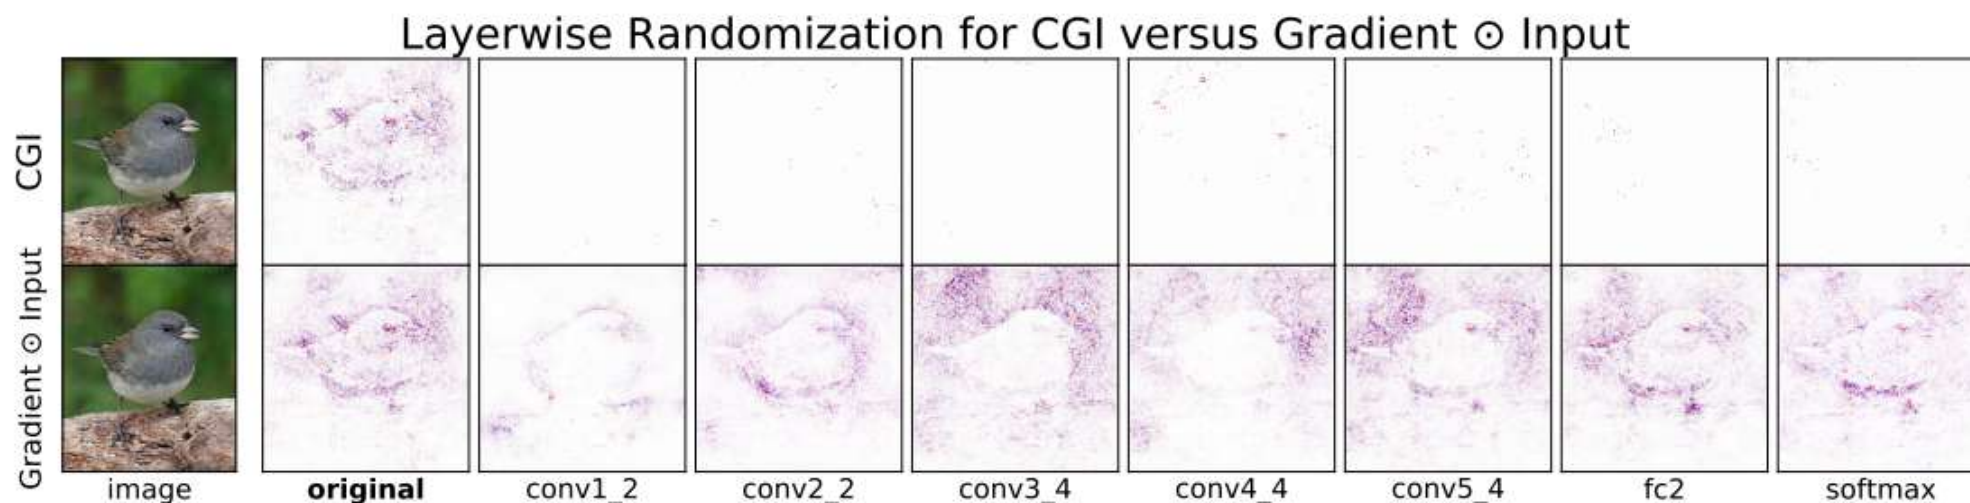 Layerwise Randomization for CGI versus Gradient ⊙ Input
CGI
Gradient ⊙ Input
image original conv1_2 conv2_2 conv3_4 conv4_4 conv5_4 fc2 softmax